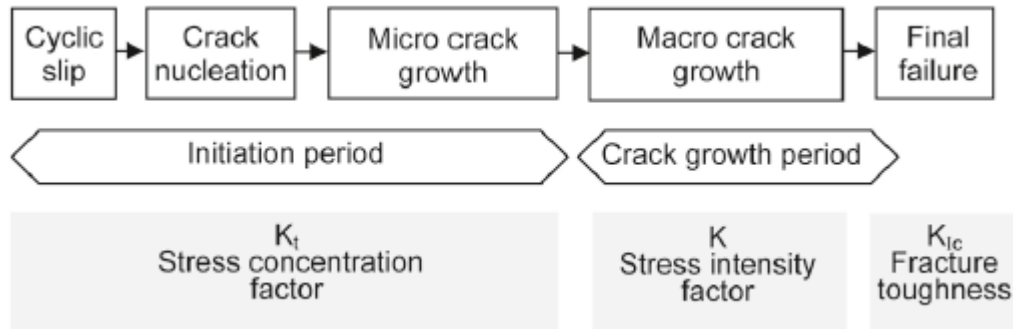 Cyclic
slip
Crack
nucleation
Micro crack
growth
Macro crack
growth
Final
failure
Initiation period
Crack growth period
Kt
Stress concentration
factor
K
Stress intensity
factor
KIc
Fracture
toughness